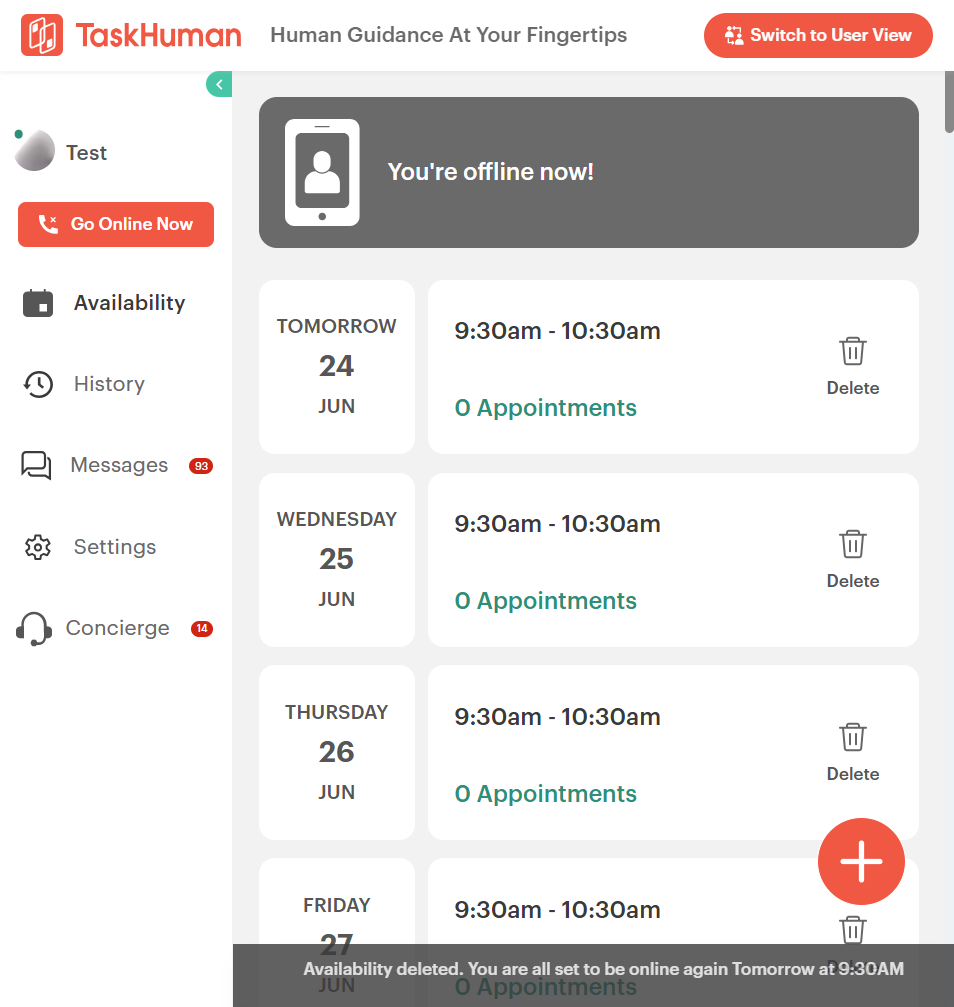 TaskHuman
Human Guidance At Your Fingertips
Switch to User View
Test
Go Online Now
Availability
History
Messages 93
Settings
Concierge 14
You're offline now!
TOMORROW
24
JUN
9:30am - 10:30am
0 Appointments
Delete
WEDNESDAY
25
JUN
9:30am - 10:30am
0 Appointments
Delete
THURSDAY
26
JUN
9:30am - 10:30am
0 Appointments
Delete
FRIDAY
27
JUN
9:30am - 10:30am
0 Appointments
Delete
Availability deleted. You are all set to be online again Tomorrow at 9:30AM